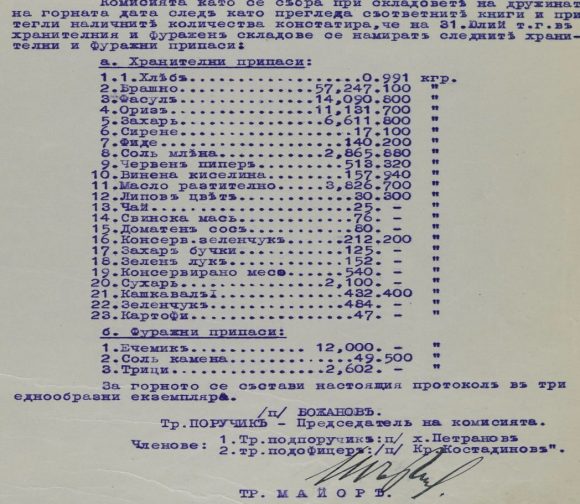 Комисията като се събра при складоветѣ на дружинат
на горната дата следъ като прегледа съответнитѣ книги и при
тегли наличнитѣ количества констатира, че на 31.Юлий т.г.въ
хранителния и фураженъ складове се намиратъ следнитѣ храни-
телни и фуражни припаси:
а. Хранителни припаси:
1.1.Хлѣбъ....................0.991 кгр.
2.Брашно................57,247.100 "
3.Фасулъ................14,090.800 "
4.Оризъ.................11,131.700 "
5.Захарь.................6,611.800 "
6.Сирене....................17.100 "
7.Фиде.....................140.200 "
8.Соль млѣна.............2,865.880 "
9.Червенъ пиперъ...........513.320 "
10.Винена киселина.........157.940 "
11.Масло разтително......3,826.700 "
12.Липовъ цвѣтъ.............30.300 "
13.Чай......................25. - "
14.Свинска мась.............76. - "
15.Доматенъ сосъ............80. - "
16.Консерв.зеленчукъ.......212.200 "
17.Захаръ бучки............125. - "
18.Зеленъ лукъ.............152. - "
19.Консервирано месо.......540. - "
20.Сухаръ................2,100. - "
21.КашкавалъI..............432.400 "
22.Зеленчукъ...............484. - "
23.Картофи..................47. - "
б. Фуражни припаси:
1.Ечемикъ...............12,000. - "
2.Соль камена...............49.500 "
3.Трици..................2,602. - "
За горното се състави настоящия протоколъ въ три
еднообразни екземпляра.
/п/ БОЖАНОВЪ.
Тр.ПОРУЧИКЪ - Председатель на комисията.
Членове: 1.Тр.подпоручикъ:/п/ х.Петрановъ
2.тр.подофицеръ:/п/ Кр.Костадиновъ".
ТР. МАЙОРЪ.